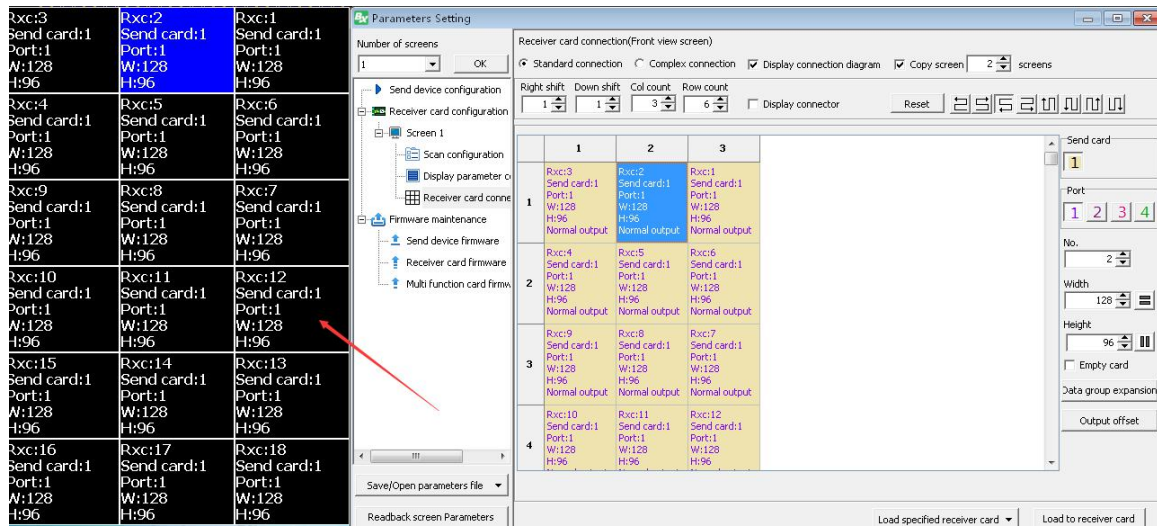 Rxc:3
Send card:1
Port:1
W:128
H:96
Rxc:2
Send card:1
Port:1
W:128
H:96
Rxc:1
Send card:1
Port:1
W:128
H:96
Rxc:4
Send card:1
Port:1
W:128
H:96
Rxc:5
Send card:1
Port:1
W:128
H:96
Rxc:6
Send card:1
Port:1
W:128
H:96
Rxc:9
Send card:1
Port:1
W:128
H:96
Rxc:8
Send card:1
Port:1
W:128
H:96
Rxc:7
Send card:1
Port:1
W:128
H:96
Rxc:10
Send card:1
Port:1
W:128
H:96
Rxc:11
Send card:1
Port:1
W:128
H:96
Rxc:12
Send card:1
Port:1
W:128
H:96
Rxc:15
Send card:1
Port:1
W:128
H:96
Rxc:14
Send card:1
Port:1
W:128
H:96
Rxc:13
Send card:1
Port:1
W:128
H:96
Rxc:16
Send card:1
Port:1
W:128
H:96
Rxc:17
Send card:1
Port:1
W:128
H:96
Rxc:18
Send card:1
Port:1
W:128
H:96
BX Parameters Setting
Number of screens
1 OK
Send device configuration
Receiver card configuration
Screen 1
Scan configuration
Display parameter co
Receiver card conne
Firmware maintenance
Send device firmware
Receiver card firmware
Multi function card firmw
Save/Open parameters file
Readback screen Parameters
Receiver card connection(Front view screen)
Standard connection Complex connection Display connection diagram Copy screen 2 screens
Right shift Down shift Col count Row count
1 1 3 6 Display connector Reset
1 2 3
1
Rxc:3
Send card:1
Port:1
W:128
H:96
Normal output
Rxc:2
Send card:1
Port:1
W:128
H:96
Normal output
Rxc:1
Send card:1
Port:1
W:128
H:96
Normal output
2
Rxc:4
Send card:1
Port:1
W:128
H:96
Normal output
Rxc:5
Send card:1
Port:1
W:128
H:96
Normal output
Rxc:6
Send card:1
Port:1
W:128
H:96
Normal output
3
Rxc:9
Send card:1
Port:1
W:128
H:96
Normal output
Rxc:8
Send card:1
Port:1
W:128
H:96
Normal output
Rxc:7
Send card:1
Port:1
W:128
H:96
Normal output
4
Rxc:10
Send card:1
Port:1
W:128
H:96
Rxc:11
Send card:1
Port:1
W:128
H:96
Rxc:12
Send card:1
Port:1
W:128
H:96
Send card
1
Port
1 2 3 4
No.
2
Width
128
Height
96
Empty card
Data group expansion
Output offset
Load specified receiver card
Load to receiver card